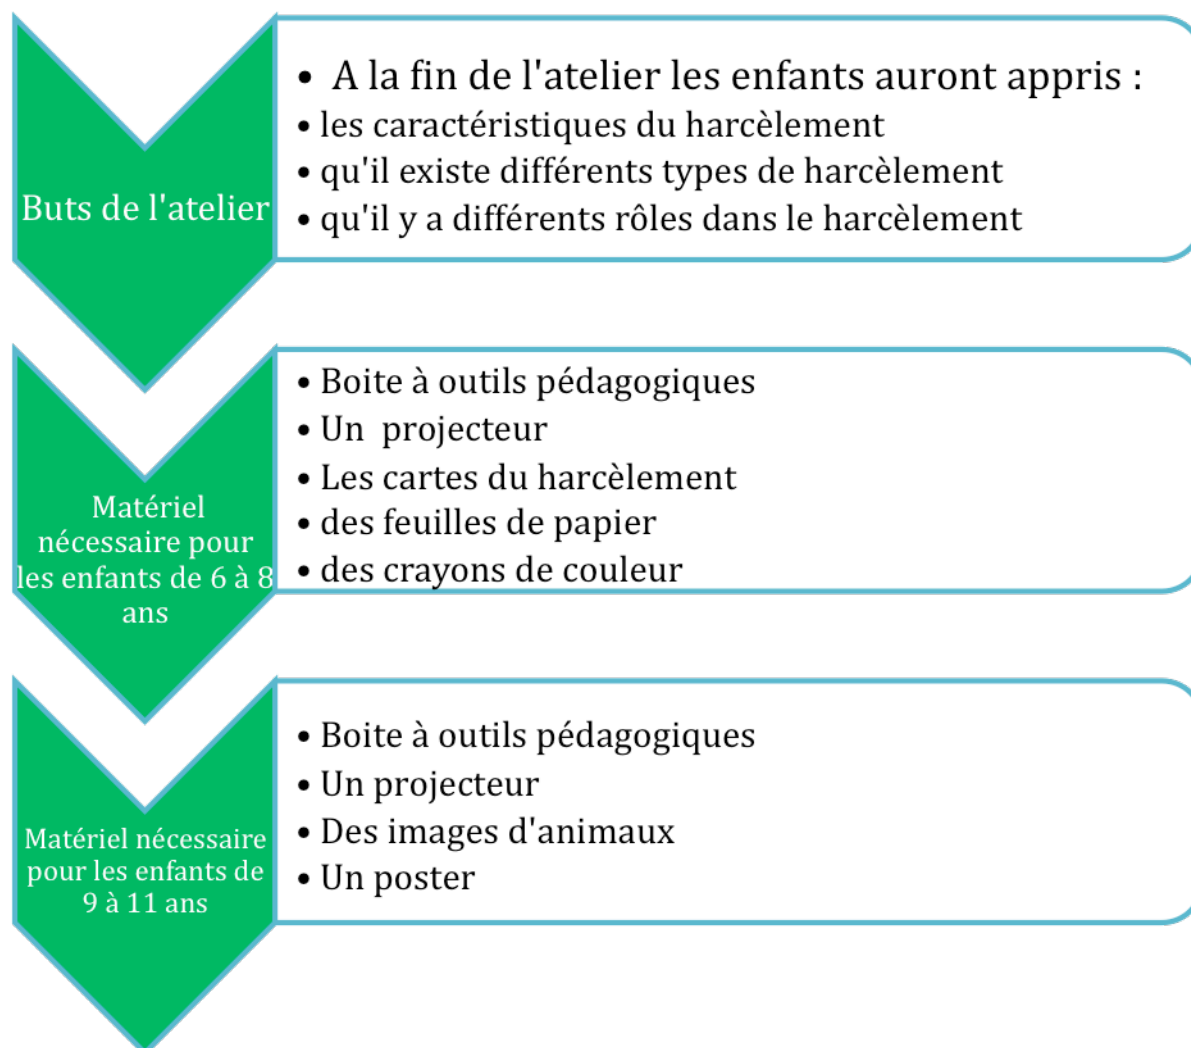 Buts de l'atelier
• A la fin de l'atelier les enfants auront appris :
• les caractéristiques du harcèlement
• qu'il existe différents types de harcèlement
• qu'il y a différents rôles dans le harcèlement
Matériel
nécessaire pour
les enfants de 6 à 8
ans
• Boite à outils pédagogiques
• Un projecteur
• Les cartes du harcèlement
• des feuilles de papier
• des crayons de couleur
Matériel nécessaire
pour les enfants de
9 à 11 ans
• Boite à outils pédagogiques
• Un projecteur
• Des images d'animaux
• Un poster